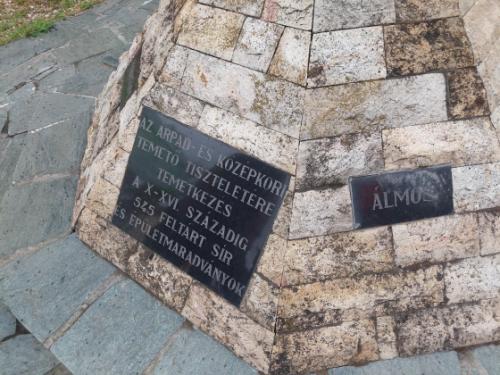 AZ ÁRPÁD- ÉS KÖZÉPKORI
TEMETŐ TISZTELETÉRE
TEMETKEZÉS
A X-XVI. SZÁZADIG
525 FELTÁRT SÍR
ÉS ÉPÜLETMARADVÁNYOK
ÁLMOS